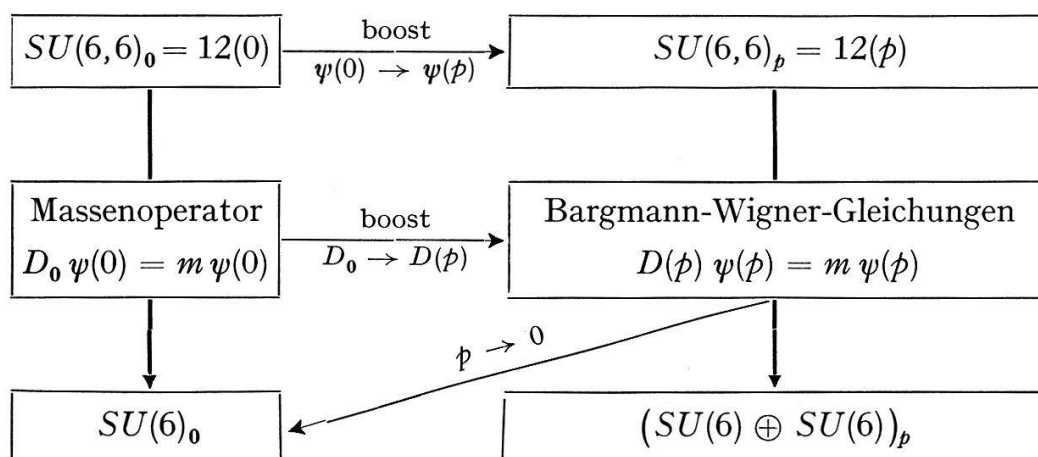 SU(6,6)₀ = 12(0)
boost
ψ(0) → ψ(p)
SU(6,6)ₚ = 12(p)
Massenoperator
D₀ ψ(0) = m ψ(0)
boost
D₀ → D(p)
Bargmann-Wigner-Gleichungen
D(p) ψ(p) = m ψ(p)
p → 0
SU(6)₀
(SU(6) ⊕ SU(6))ₚ